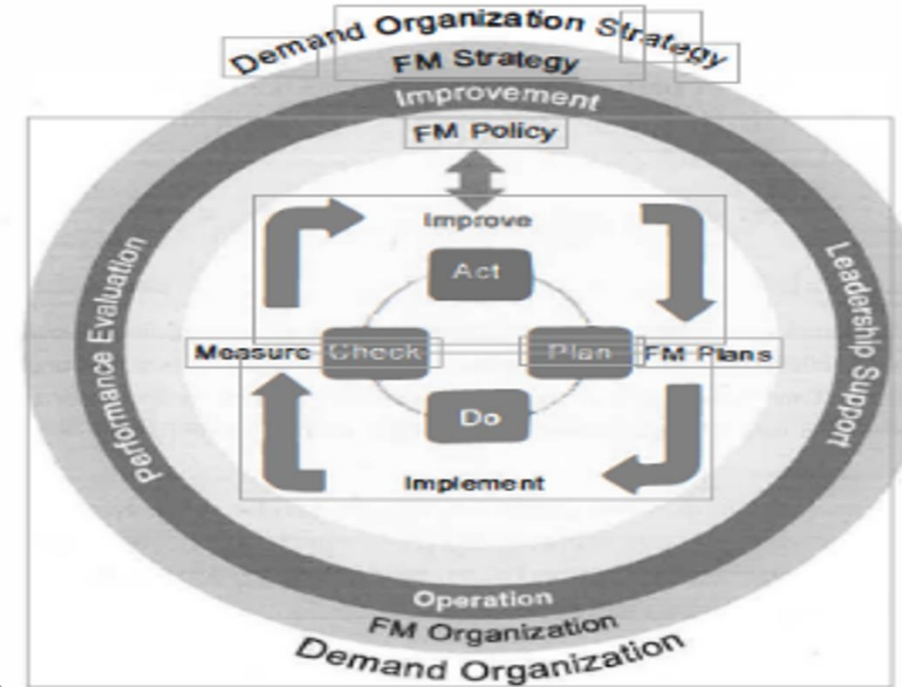 Demand Organization Strategy
FM Strategy
Improvement
FM Policy
Improve
Act
Performance Evaluation
Leadership Support
Measure Check Plan FM Plans
Do
Implement
Operation
FM Organization
Demand Organization